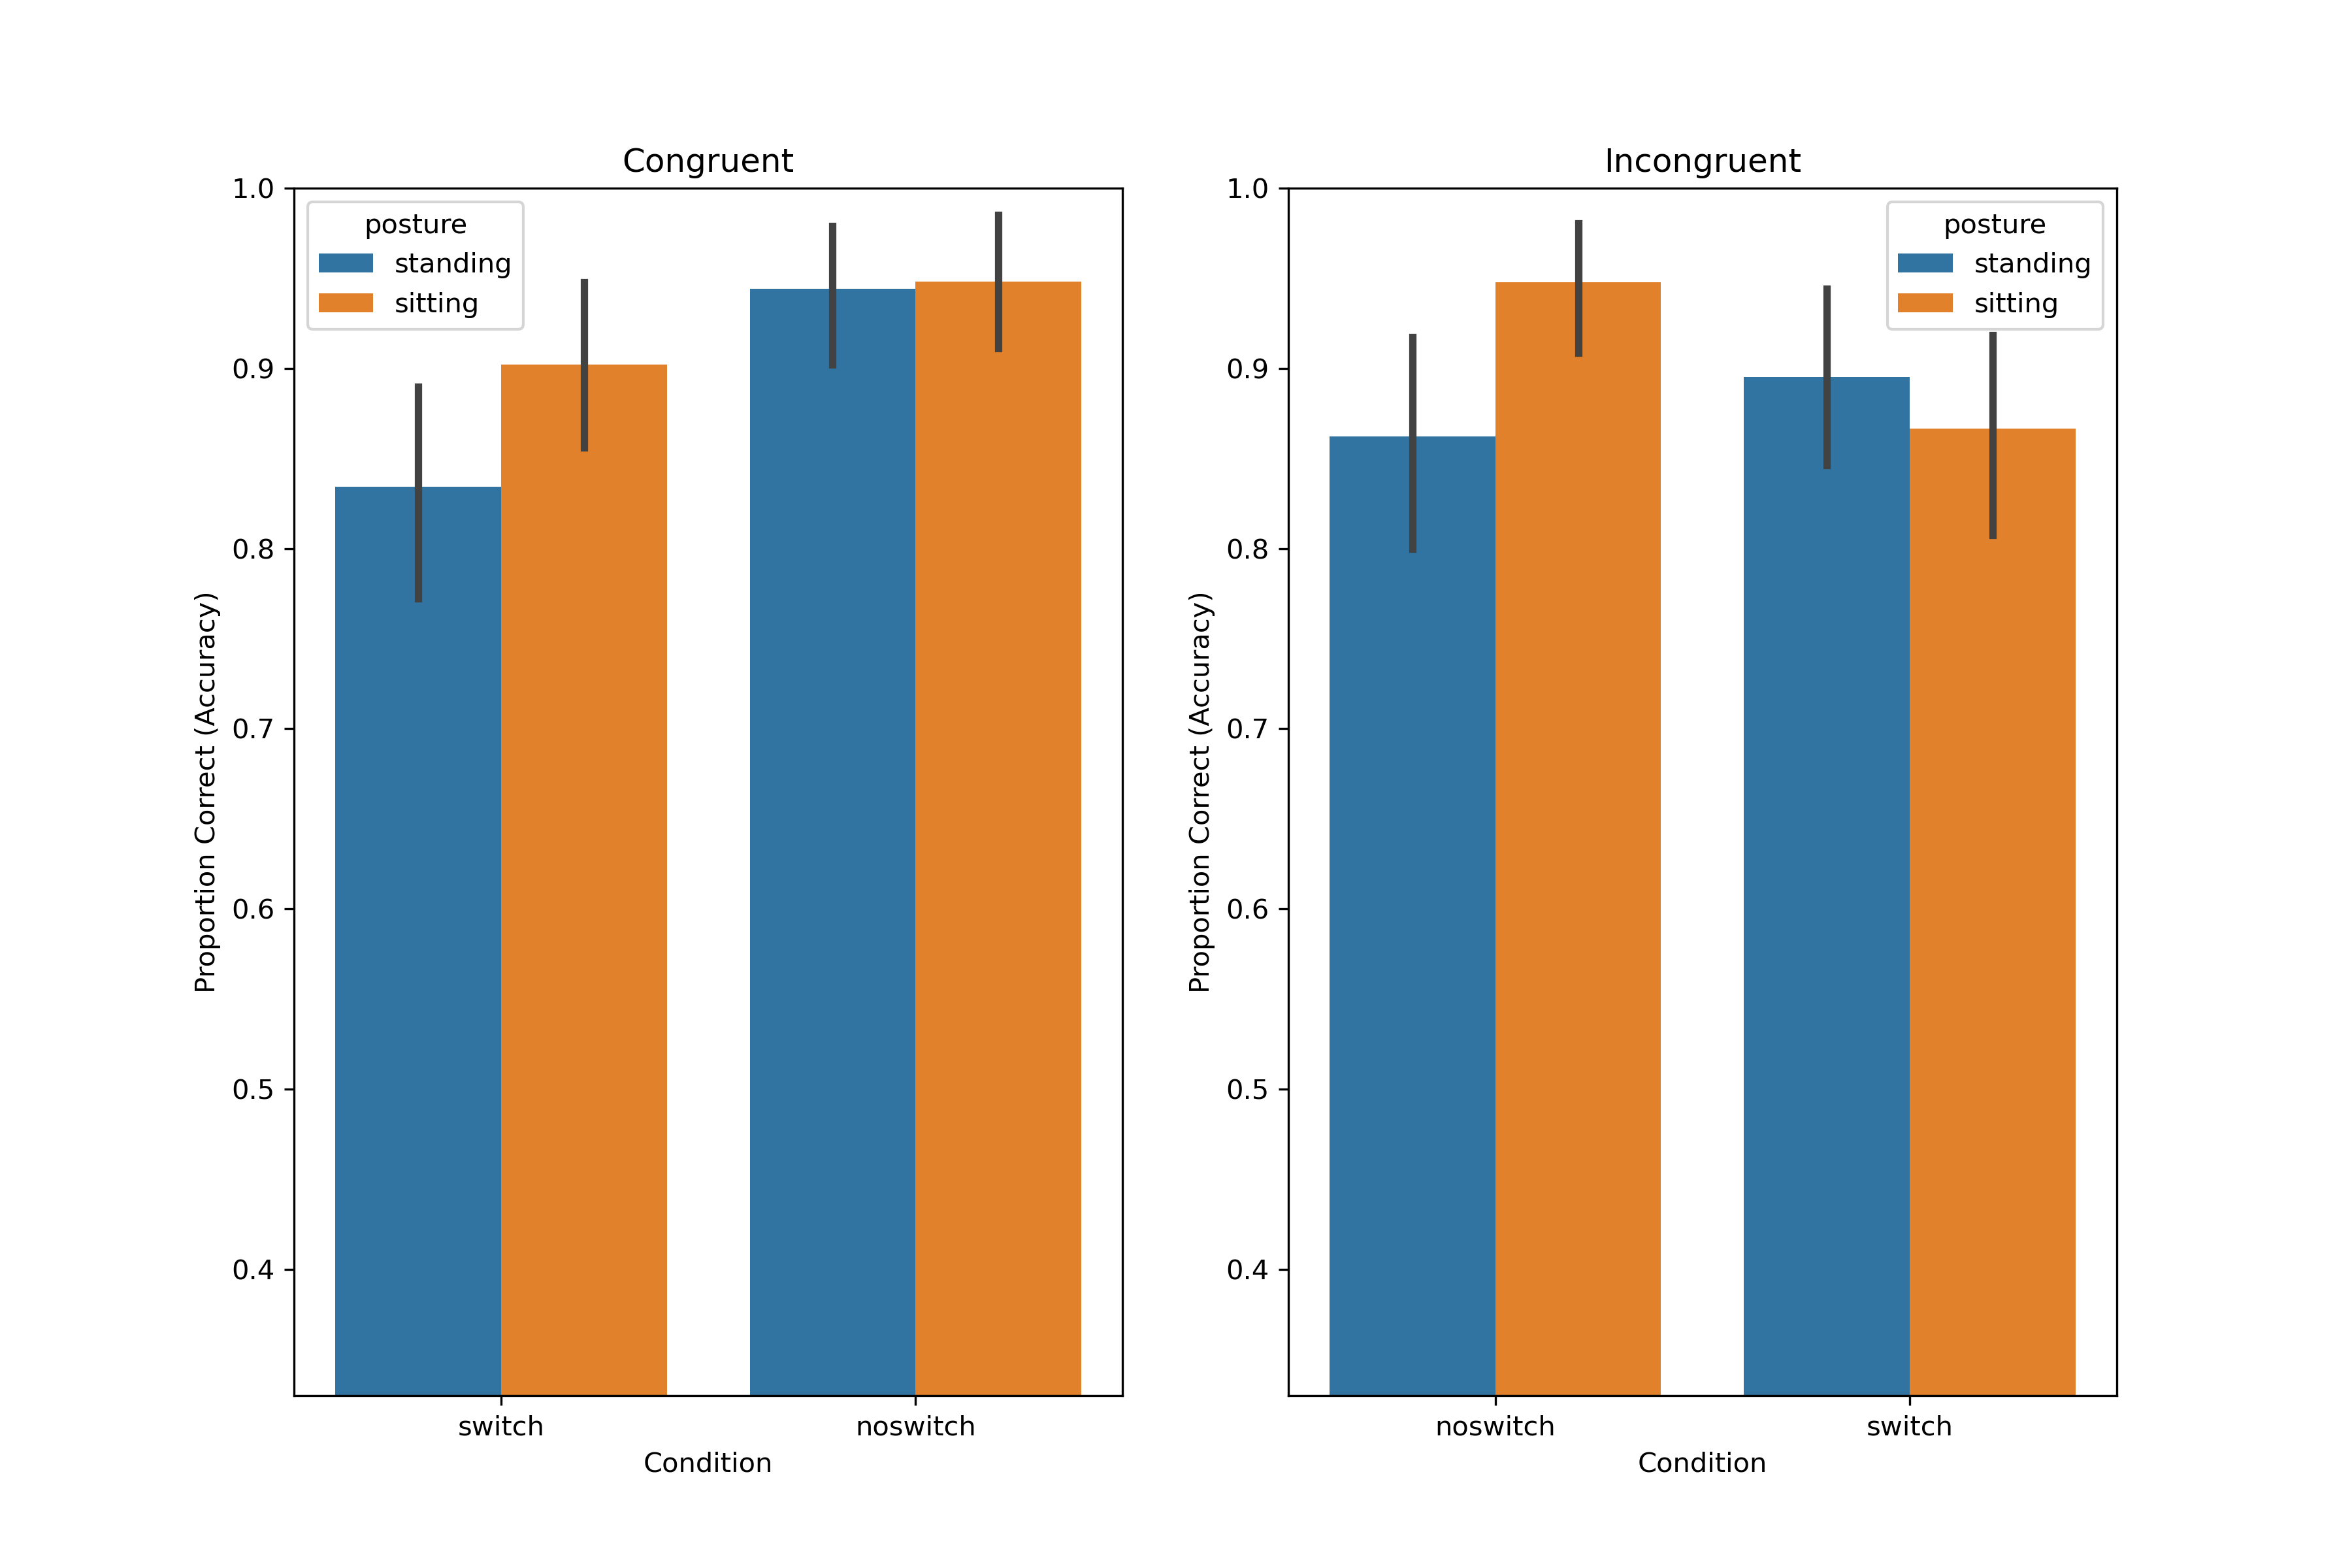 Congruent
1.0
0.9
0.8
0.7
0.6
0.5
0.4
Proportion Correct (Accuracy)
posture
standing
sitting
switch
noswitch
Condition
Incongruent
1.0
0.9
0.8
0.7
0.6
0.5
0.4
Proportion Correct (Accuracy)
posture
standing
sitting
noswitch
switch
Condition